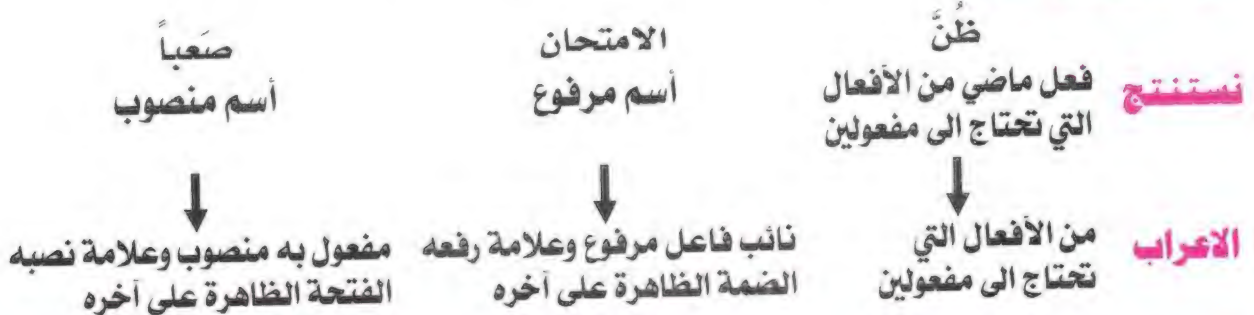 نستنتج
ظُنَّ
فعل ماضي من الأفعال
التي تحتاج الى مفعولين
الامتحان
أسم مرفوع
صَعباً
أسم منصوب
الاعراب
من الأفعال التي
تحتاج الى مفعولين
نائب فاعل مرفوع وعلامة رفعه
الضمة الظاهرة على آخره
مفعول به منصوب وعلامة نصبه
الفتحة الظاهرة على آخره